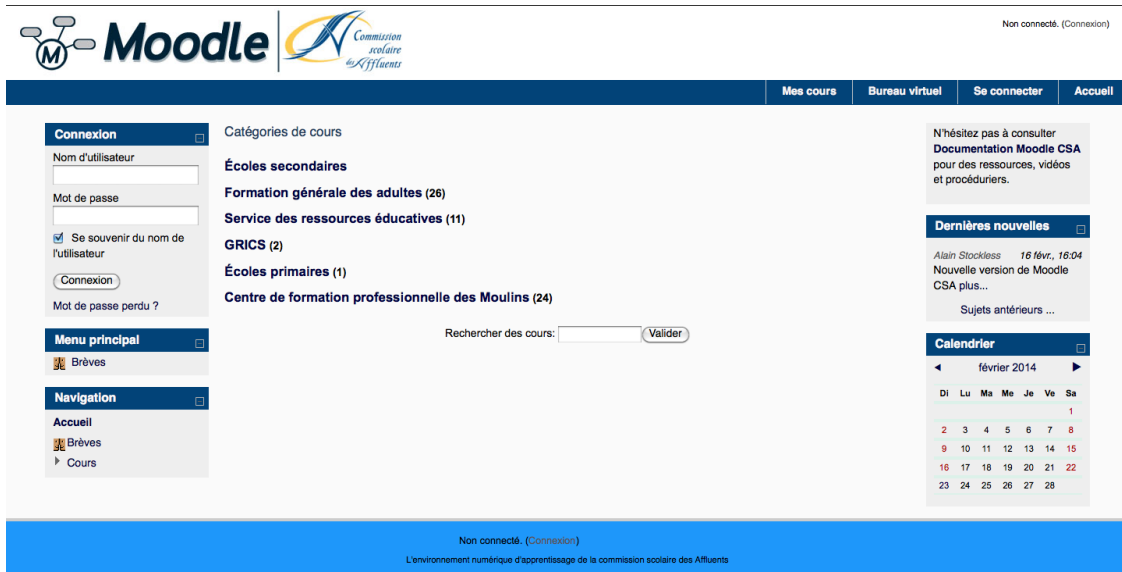 M Moodle
Commission
scolaire
des Affluents
Non connecté. (Connexion)
Mes cours Bureau virtuel Se connecter Accueil
Connexion
Nom d'utilisateur
Mot de passe
Se souvenir du nom de
l'utilisateur
Connexion
Mot de passe perdu ?
Menu principal
Brèves
Navigation
Accueil
Brèves
Cours
Catégories de cours
Écoles secondaires
Formation générale des adultes (26)
Service des ressources éducatives (11)
GRICS (2)
Écoles primaires (1)
Centre de formation professionnelle des Moulins (24)
Rechercher des cours: Valider
N'hésitez pas à consulter
Documentation Moodle CSA
pour des ressources, vidéos
et procéduriers.
Dernières nouvelles
Alain Stockless 16 févr., 16:04
Nouvelle version de Moodle
CSA plus...
Sujets antérieurs ...
Calendrier
◄ février 2014 ►
Di Lu Ma Me Je Ve Sa
1
2 3 4 5 6 7 8
9 10 11 12 13 14 15
16 17 18 19 20 21 22
23 24 25 26 27 28
Non connecté. (Connexion)
L'environnement numérique d'apprentissage de la commission scolaire des Affluents